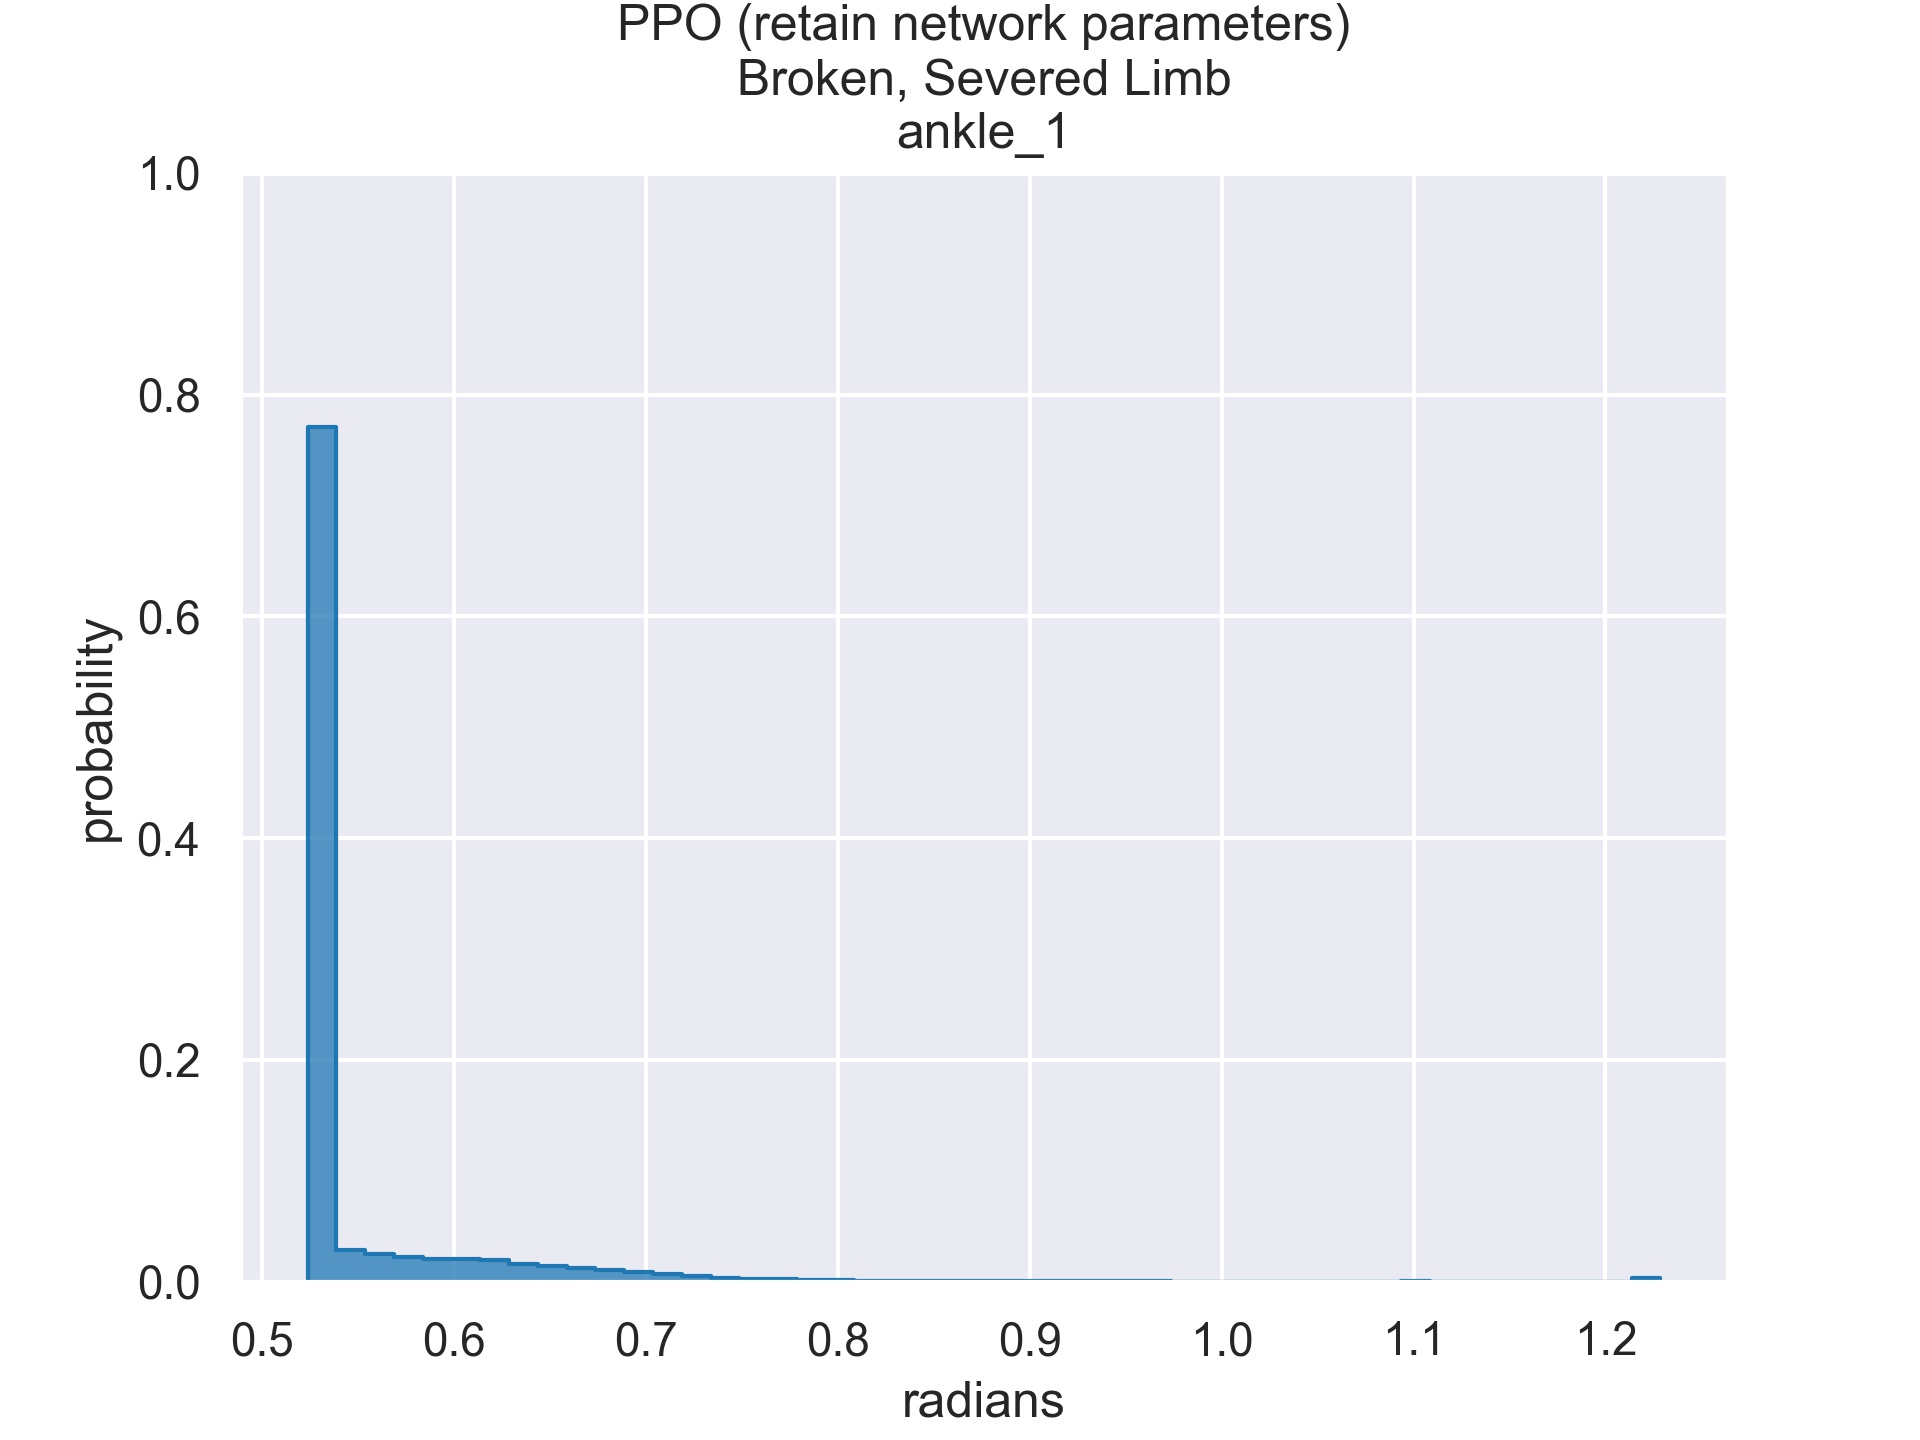 PPO (retain network parameters)
Broken, Severed Limb
ankle_1
1.0
0.8
0.6
0.4
0.2
0.0
probability
0.5 0.6 0.7 0.8 0.9 1.0 1.1 1.2
radians